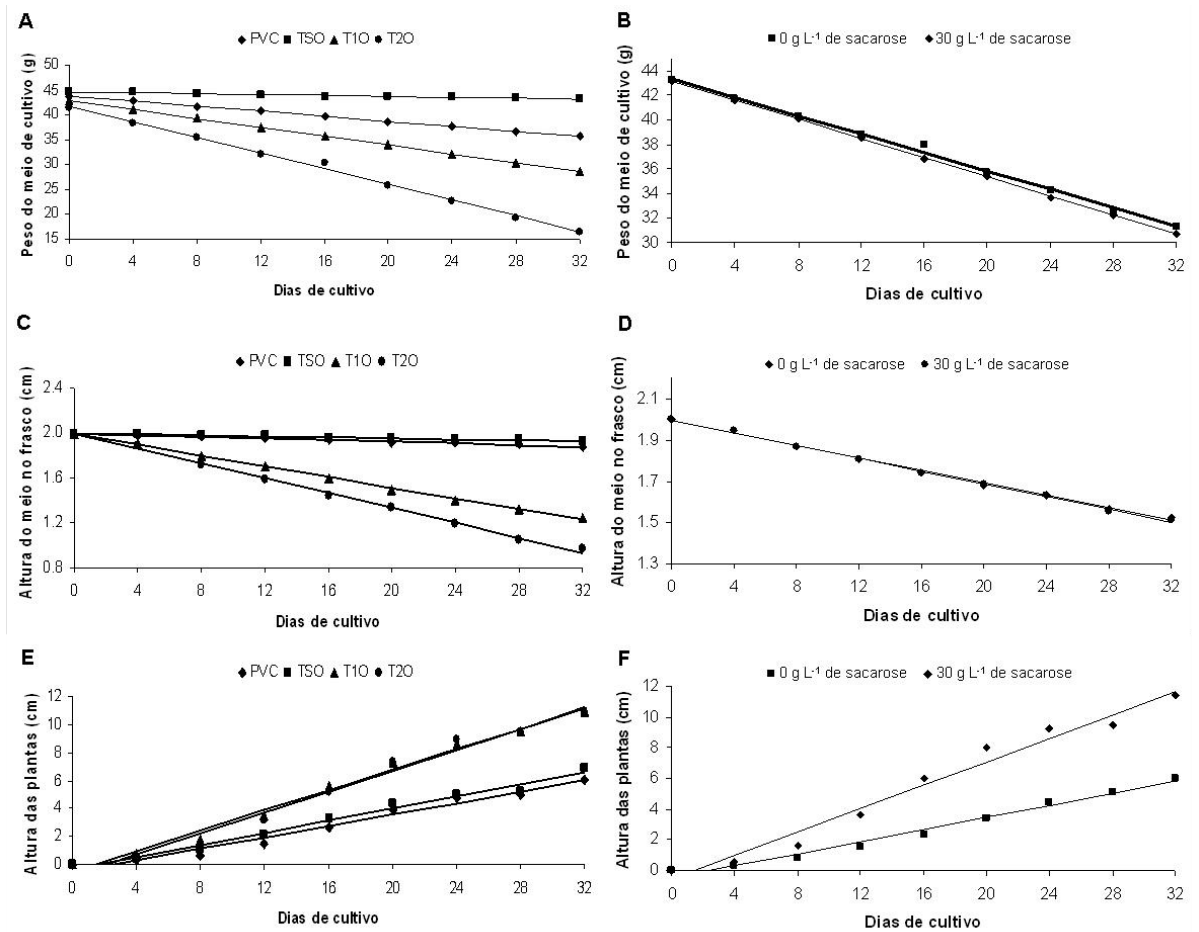 A
◆ PVC ■ TSO ▲ T1O ● T2O
Peso do meio de cultivo (g)
50
45
40
35
30
25
20
15
0 4 8 12 16 20 24 28 32
Dias de cultivo
B
■ 0 g L⁻¹ de sacarose ◆ 30 g L⁻¹ de sacarose
Peso do meio de cultivo (g)
44
42
40
38
36
34
32
30
0 4 8 12 16 20 24 28 32
Dias de cultivo
C
◆ PVC ■ TSO ▲ T1O ● T2O
Altura do meio no frasco (cm)
2.4
2.0
1.6
1.2
0.8
0 4 8 12 16 20 24 28 32
Dias de cultivo
D
◆ 0 g L⁻¹ de sacarose ● 30 g L⁻¹ de sacarose
Altura do meio no frasco (cm)
2.1
1.9
1.7
1.5
1.3
0 4 8 12 16 20 24 28 32
Dias de cultivo
E
◆ PVC ■ TSO ▲ T1O ● T2O
Altura das plantas (cm)
12
10
8
6
4
2
0
0 4 8 12 16 20 24 28 32
Dias de cultivo
F
■ 0 g L⁻¹ de sacarose ◆ 30 g L⁻¹ de sacarose
Altura das plantas (cm)
12
10
8
6
4
2
0
0 4 8 12 16 20 24 28 32
Dias de cultivo